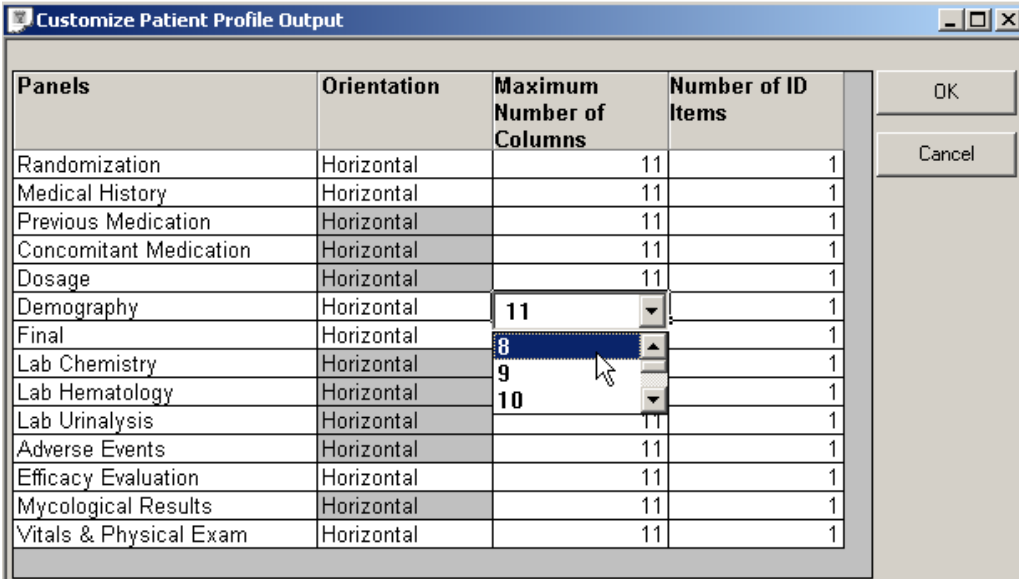 Customize Patient Profile Output
Panels Orientation Maximum Number of Columns Number of ID Items OK
Cancel
Randomization Horizontal 11 1
Medical History Horizontal 11 1
Previous Medication Horizontal 11 1
Concomitant Medication Horizontal 11 1
Dosage Horizontal 11 1
Demography Horizontal 11 1
Final Horizontal 1
8
Lab Chemistry Horizontal 1
9
Lab Hematology Horizontal 1
10
Lab Urinalysis Horizontal 11 1
Adverse Events Horizontal 11 1
Efficacy Evaluation Horizontal 11 1
Mycological Results Horizontal 11 1
Vitals & Physical Exam Horizontal 11 1